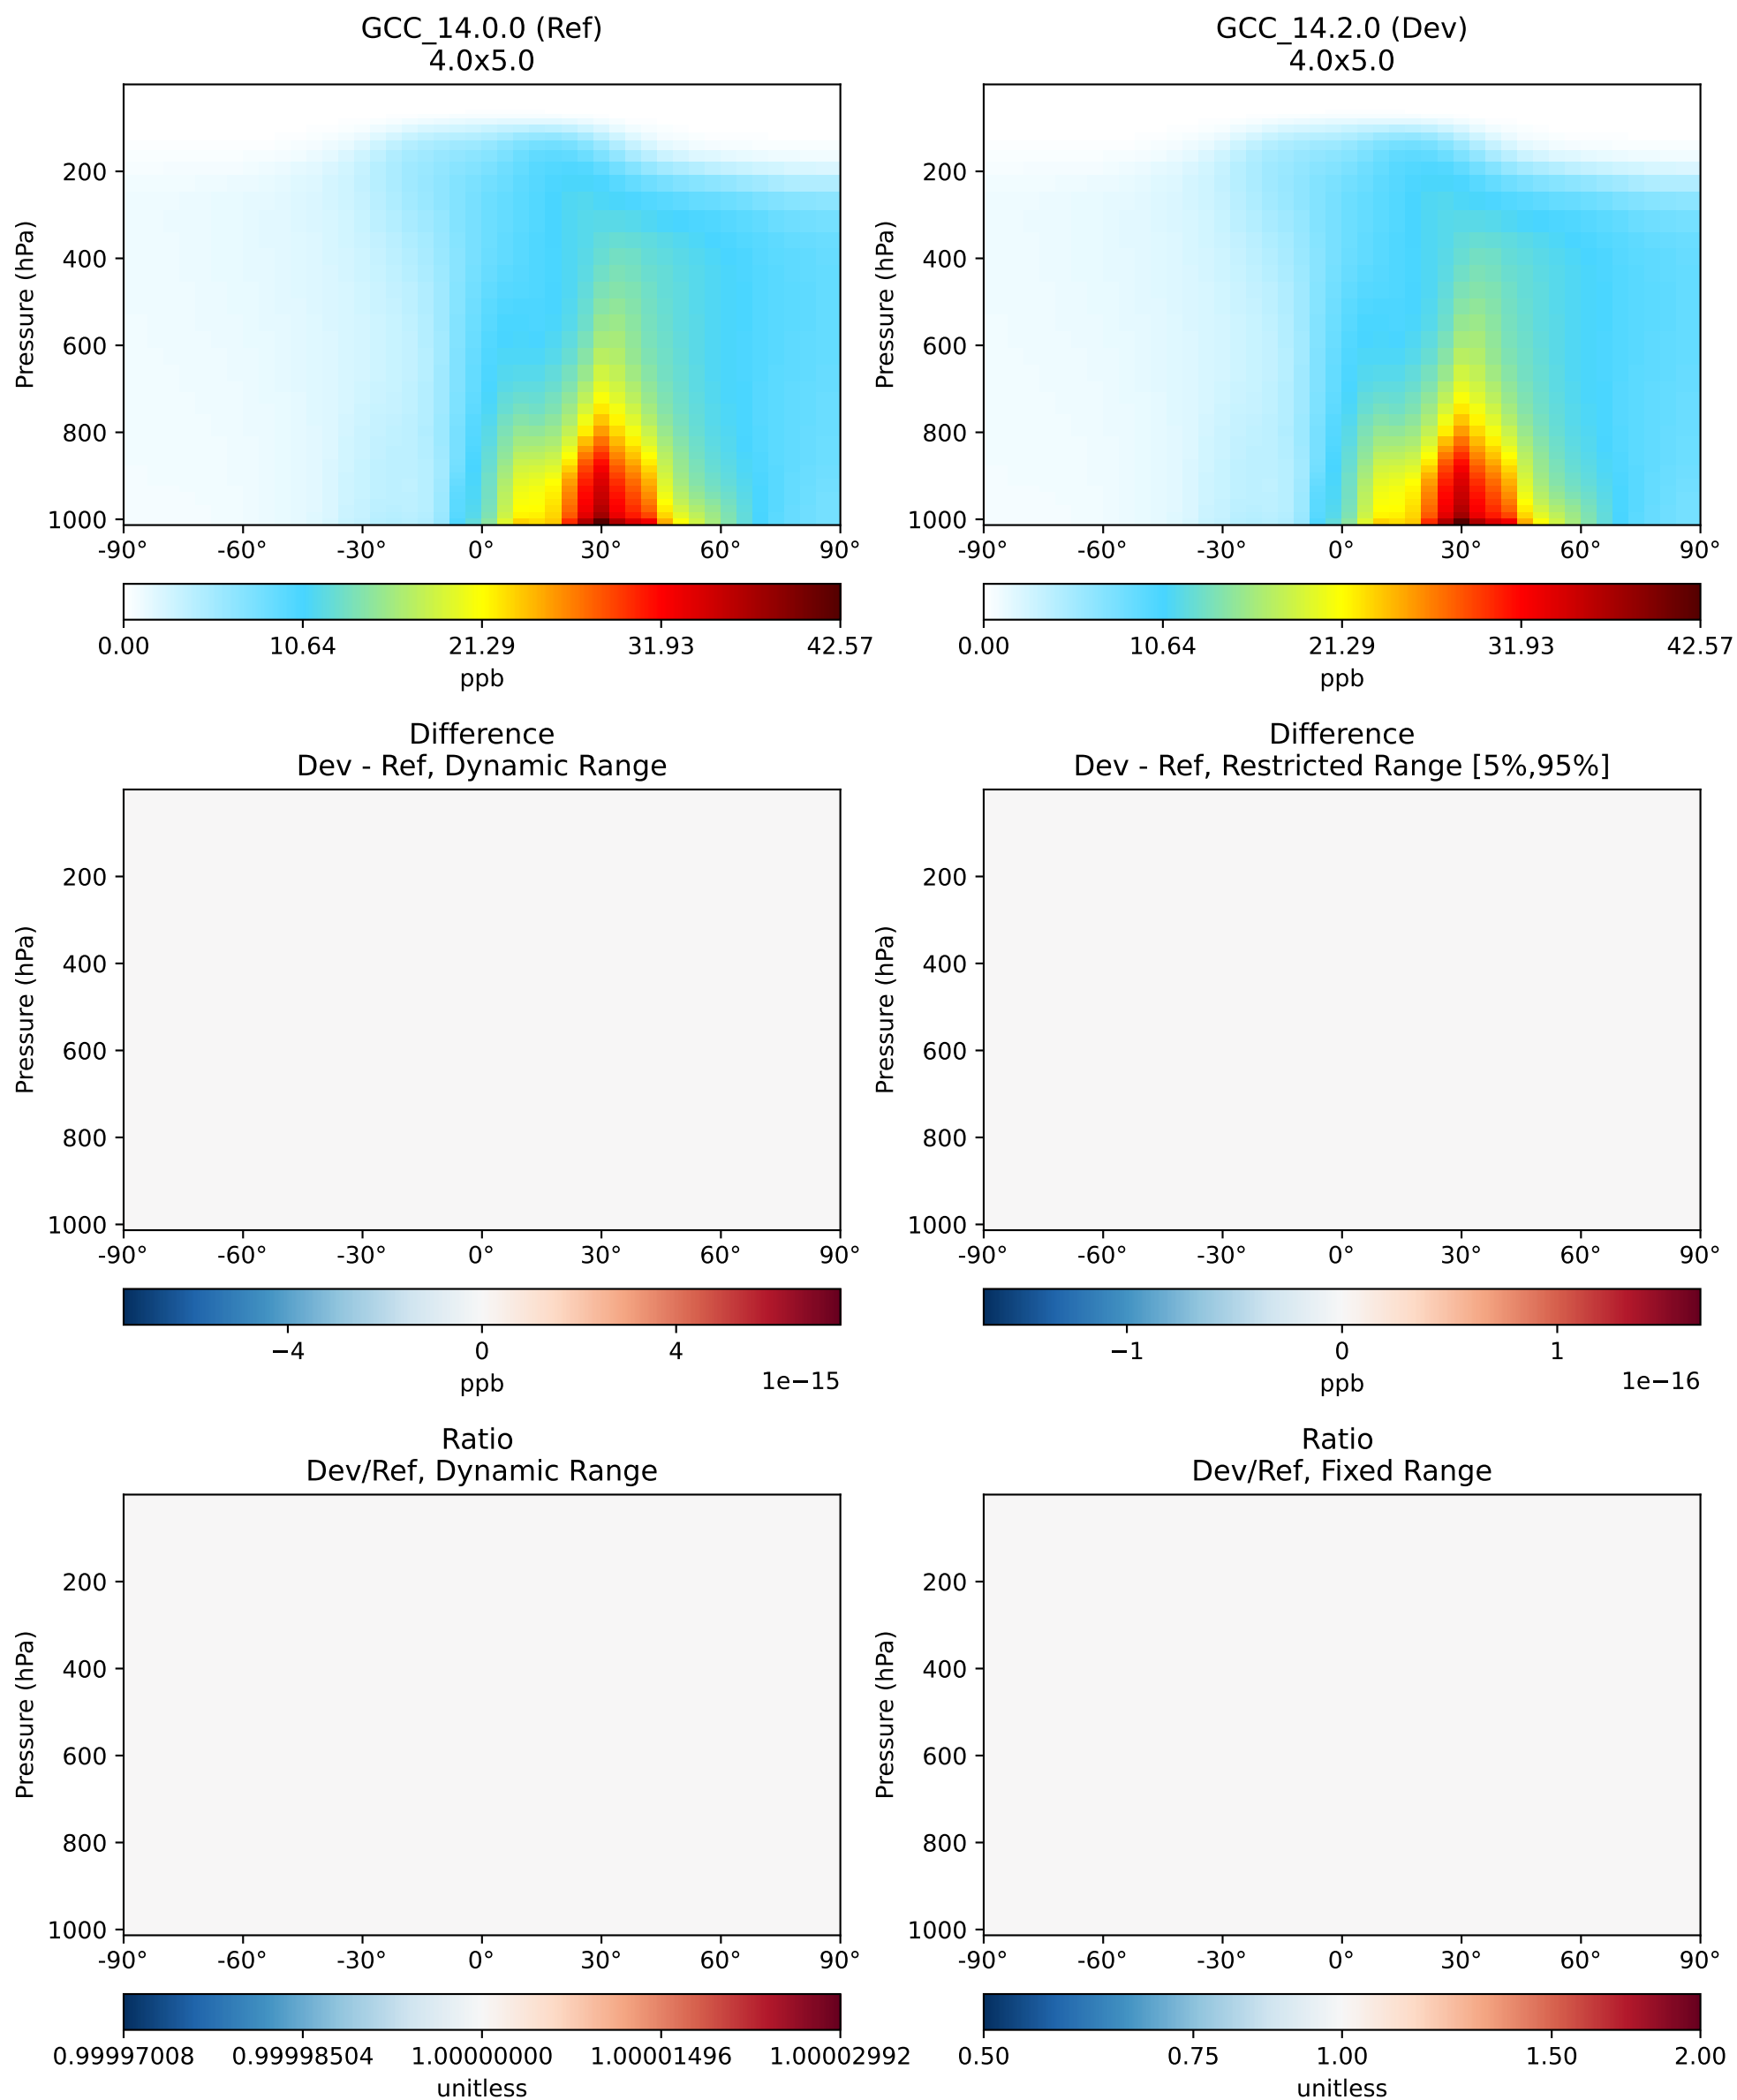 GCC_14.0.0 (Ref)
4.0x5.0
Pressure (hPa)
200
400
600
800
1000
-90° -60° -30° 0° 30° 60° 90°
0.00 10.64 21.29 31.93 42.57
ppb
GCC_14.2.0 (Dev)
4.0x5.0
Pressure (hPa)
200
400
600
800
1000
-90° -60° -30° 0° 30° 60° 90°
0.00 10.64 21.29 31.93 42.57
ppb
Difference
Dev - Ref, Dynamic Range
Pressure (hPa)
200
400
600
800
1000
-90° -60° -30° 0° 30° 60° 90°
−4 0 4
1e−15
ppb
Difference
Dev - Ref, Restricted Range [5%,95%]
Pressure (hPa)
200
400
600
800
1000
-90° -60° -30° 0° 30° 60° 90°
−1 0 1
1e−16
ppb
Ratio
Dev/Ref, Dynamic Range
Pressure (hPa)
200
400
600
800
1000
-90° -60° -30° 0° 30° 60° 90°
0.99997008 0.99998504 1.00000000 1.00001496 1.00002992
unitless
Ratio
Dev/Ref, Fixed Range
Pressure (hPa)
200
400
600
800
1000
-90° -60° -30° 0° 30° 60° 90°
0.50 0.75 1.00 1.50 2.00
unitless